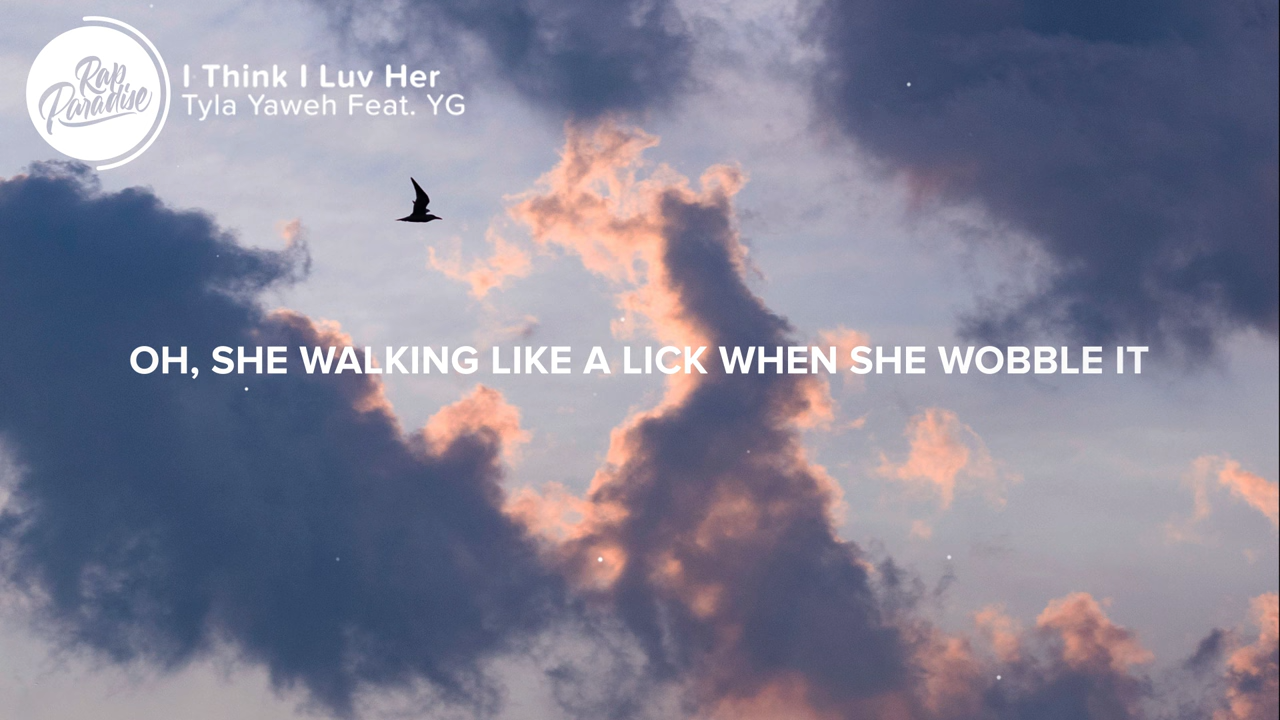 Rap
Paradise
I Think I Luv Her
Tyla Yaweh Feat. YG
OH, SHE WALKING LIKE A LICK WHEN SHE WOBBLE IT